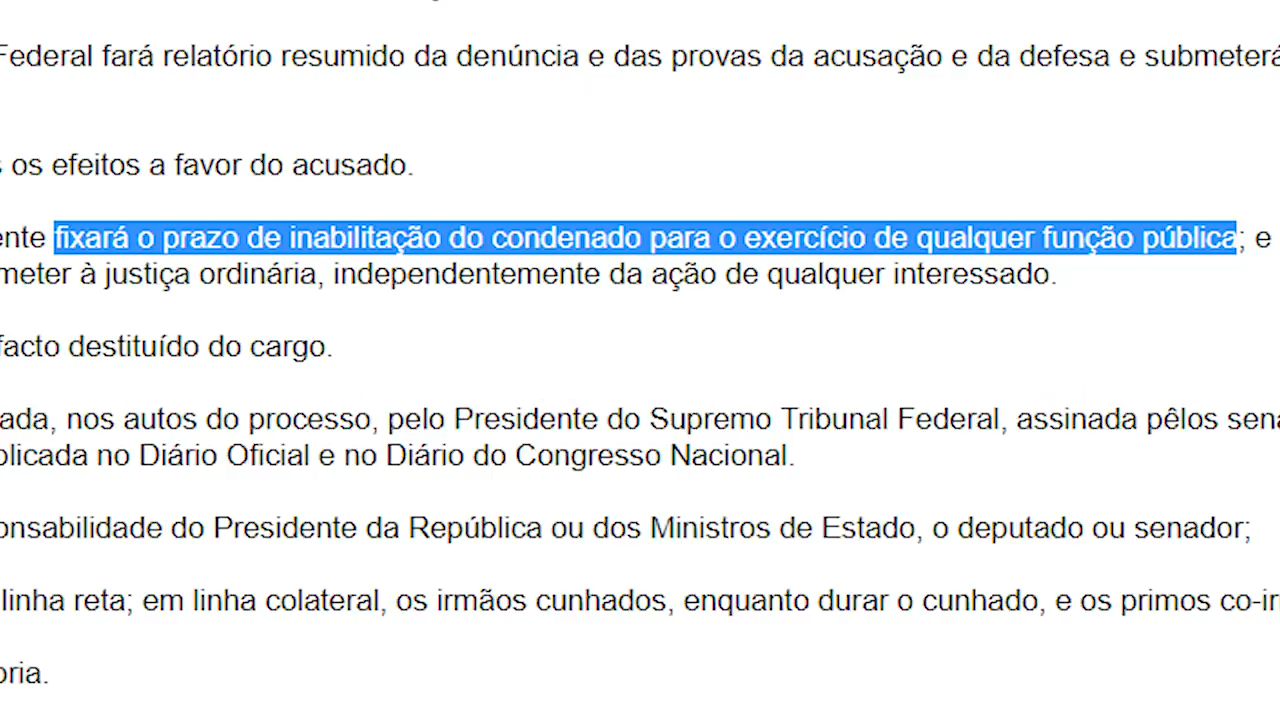 Federal fará relatório resumido da denúncia e das provas da acusação e da defesa e submeterá
os efeitos a favor do acusado.
ente fixará o prazo de inabilitação do condenado para o exercício de qualquer função pública; e
meter à justiça ordinária, independentemente da ação de qualquer interessado.
facto destituído do cargo.
ada, nos autos do processo, pelo Presidente do Supremo Tribunal Federal, assinada pêlos sena
blicada no Diário Oficial e no Diário do Congresso Nacional.
onsabilidade do Presidente da República ou dos Ministros de Estado, o deputado ou senador;
linha reta; em linha colateral, os irmãos cunhados, enquanto durar o cunhado, e os primos co-ir
oria.